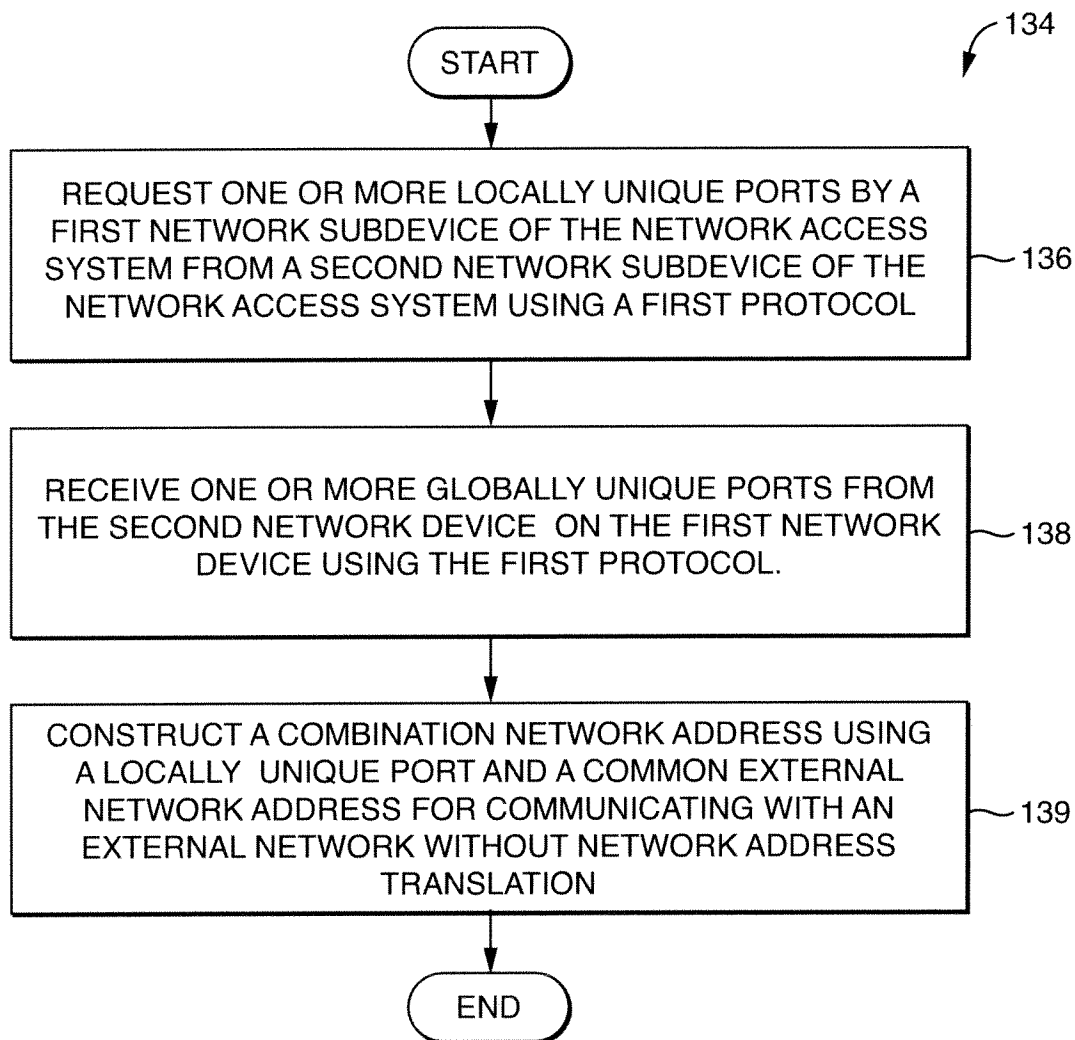 134
START
REQUEST ONE OR MORE LOCALLY UNIQUE PORTS BY A
FIRST NETWORK SUBDEVICE OF THE NETWORK ACCESS
SYSTEM FROM A SECOND NETWORK SUBDEVICE OF THE
NETWORK ACCESS SYSTEM USING A FIRST PROTOCOL
136
RECEIVE ONE OR MORE GLOBALLY UNIQUE PORTS FROM
THE SECOND NETWORK DEVICE ON THE FIRST NETWORK
DEVICE USING THE FIRST PROTOCOL.
138
CONSTRUCT A COMBINATION NETWORK ADDRESS USING
A LOCALLY UNIQUE PORT AND A COMMON EXTERNAL
NETWORK ADDRESS FOR COMMUNICATING WITH AN
EXTERNAL NETWORK WITHOUT NETWORK ADDRESS
TRANSLATION
139
END